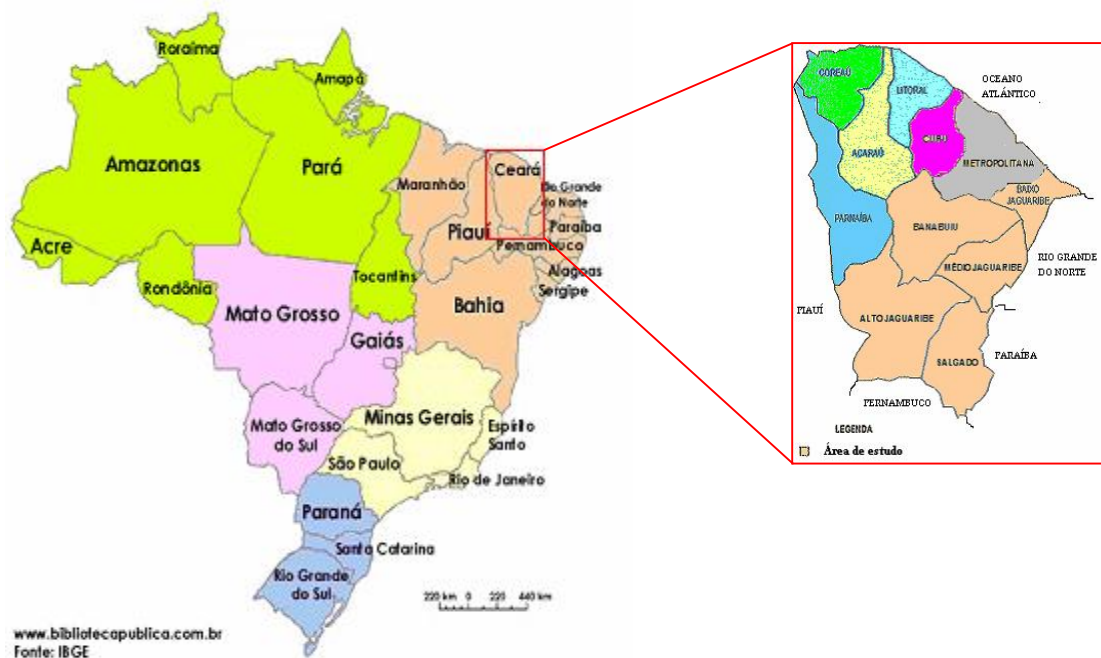 Roraima
Amapá
Amazonas
Pará
Maranhão
Ceará
Rio Grande
do Norte
Paraíba
Piauí
Pernambuco
Acre
Alagoas
Sergipe
Rondônia
Tocantins
Mato Grosso
Bahia
Gaiás
Minas Gerais
Mato Grosso
do Sul
Espírito
Santo
São Paulo
Rio de Janeiro
Paraná
Santa Catarina
Rio Grande
do Sul
220 km 0 220 440 km
www.bibliotecapublica.com.br
Fonte: IBGE
COREAÚ
LITORAL
OCEANO
ATLÂNTICO
ACARAÚ
METROPOLITANA
BAIXO
JAGUARIBE
PARNAÍBA
BANABUIU
MÉDIO JAGUARIBE
RIO GRANDE
DO NORTE
PIAUÍ
ALTO JAGUARIBE
SALGADO
PARAÍBA
PERNAMBUCO
LEGENDA
Área de estudo